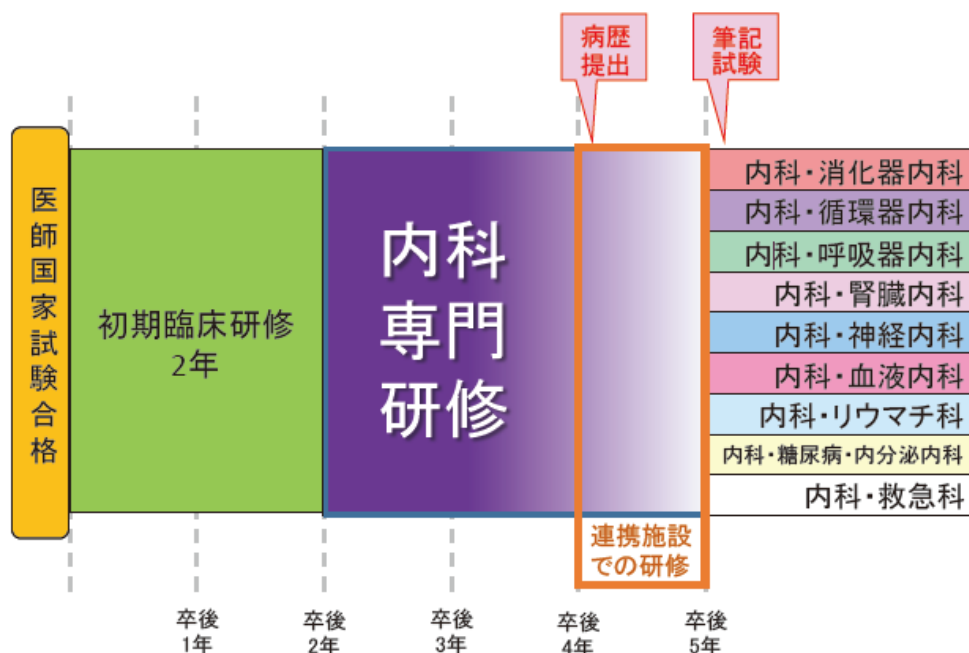 病歴
提出
筆記
試験
医師国家試験合格
初期臨床研修
2年
内科
専門
研修
内科・消化器内科
内科・循環器内科
内科・呼吸器内科
内科・腎臓内科
内科・神経内科
内科・血液内科
内科・リウマチ科
内科・糖尿病・内分泌内科
内科・救急科
連携施設
での研修
卒後
1年
卒後
2年
卒後
3年
卒後
4年
卒後
5年